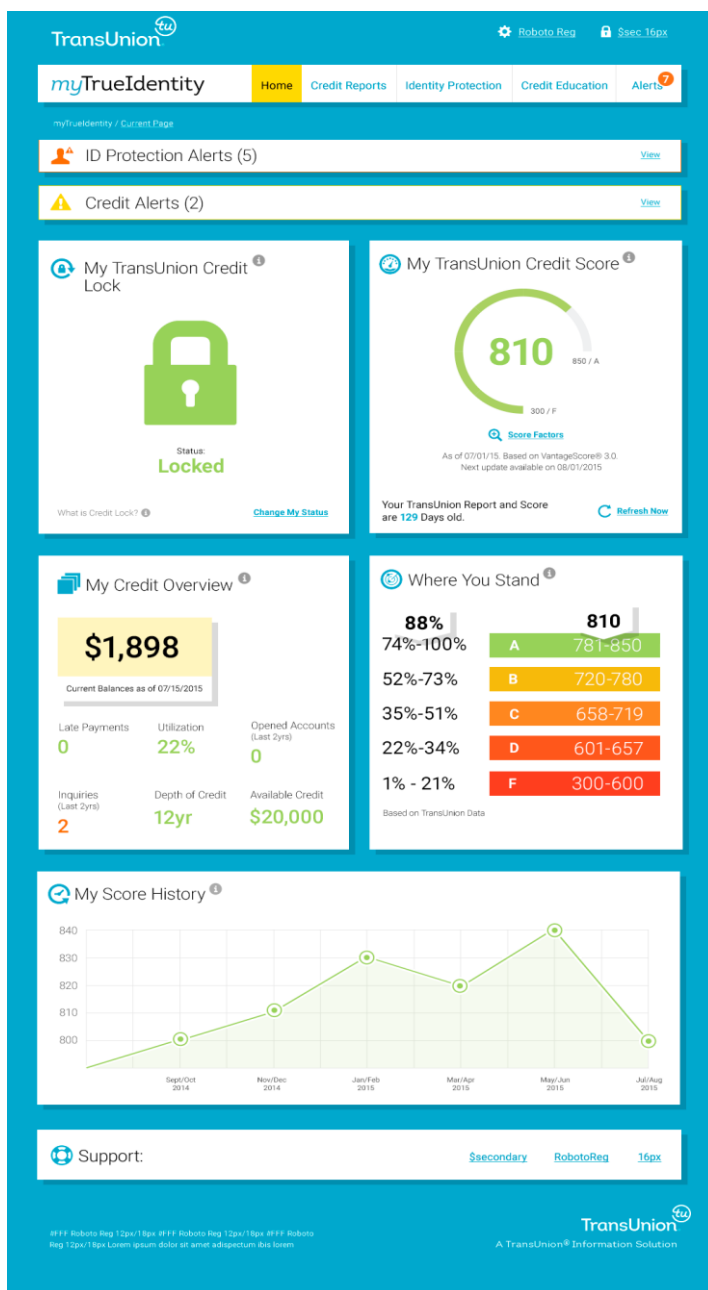 TransUnion
tu
Roboto Reg
$sec 16px
myTrueIdentity
Home
Credit Reports
Identity Protection
Credit Education
Alerts
7
myTrueIdentity / Current Page
ID Protection Alerts (5)
View
Credit Alerts (2)
View
My TransUnion Credit
Lock
Status:
Locked
What is Credit Lock?
Change My Status
My TransUnion Credit Score
810
850 / A
300 / F
Score Factors
As of 07/01/15. Based on VantageScore® 3.0.
Next update available on 08/01/2015
Your TransUnion Report and Score
are 129 Days old.
Refresh Now
My Credit Overview
$1,898
Current Balances as of 07/15/2015
Late Payments
0
Utilization
22%
Opened Accounts
(Last 2yrs)
0
Inquiries
(Last 2yrs)
2
Depth of Credit
12yr
Available Credit
$20,000
Where You Stand
88%
810
74%-100% A 781-850
52%-73% B 720-780
35%-51% C 658-719
22%-34% D 601-657
1% - 21% F 300-600
Based on TransUnion Data
My Score History
840
830
820
810
800
Sept/Oct
2014
Nov/Dec
2014
Jan/Feb
2015
Mar/Apr
2015
May/Jun
2015
Jul/Aug
2015
Support:
$secondary
RobotoReg
16px
#FFF Roboto Reg 12px/18px #FFF Roboto Reg 12px/18px #FFF Roboto
Reg 12px/18px Lorem ipsum dolor sit amet adispectum ibis lorem
TransUnion
tu
A TransUnion® Information Solution